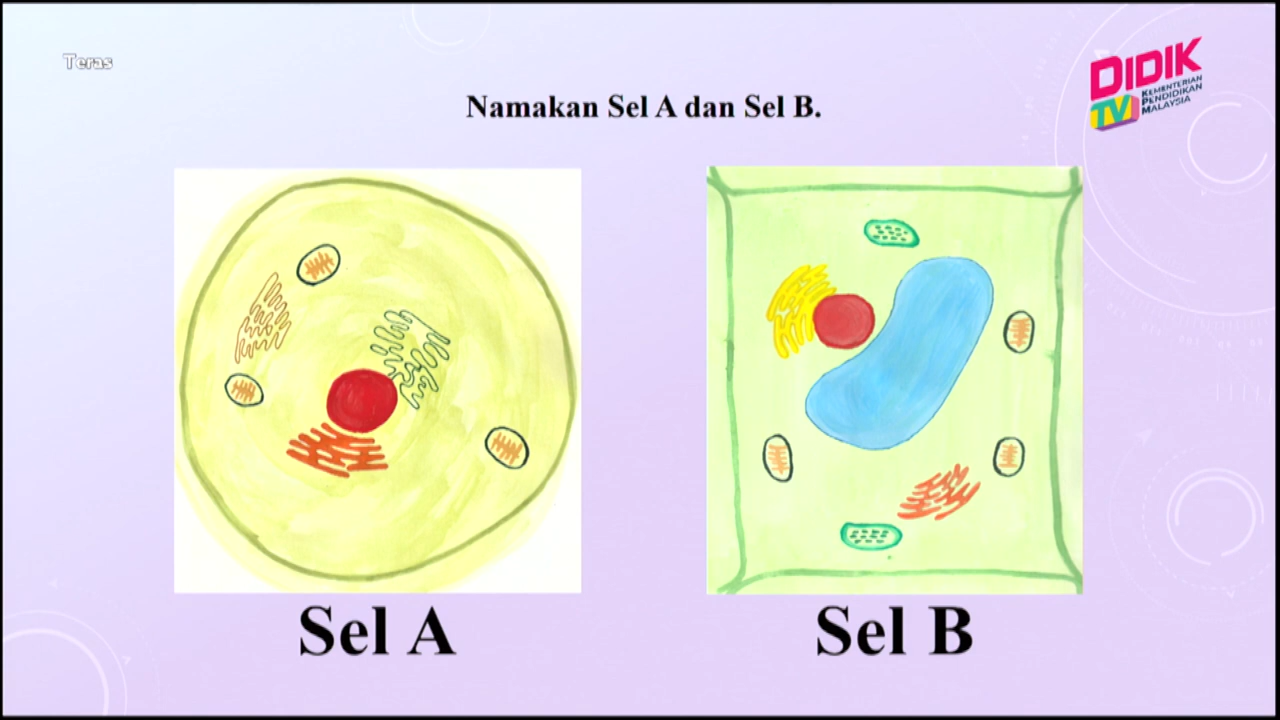 Teras
DIDIK
TV
KEMENTERIAN
PENDIDIKAN
MALAYSIA
Namakan Sel A dan Sel B.
Sel A
Sel B